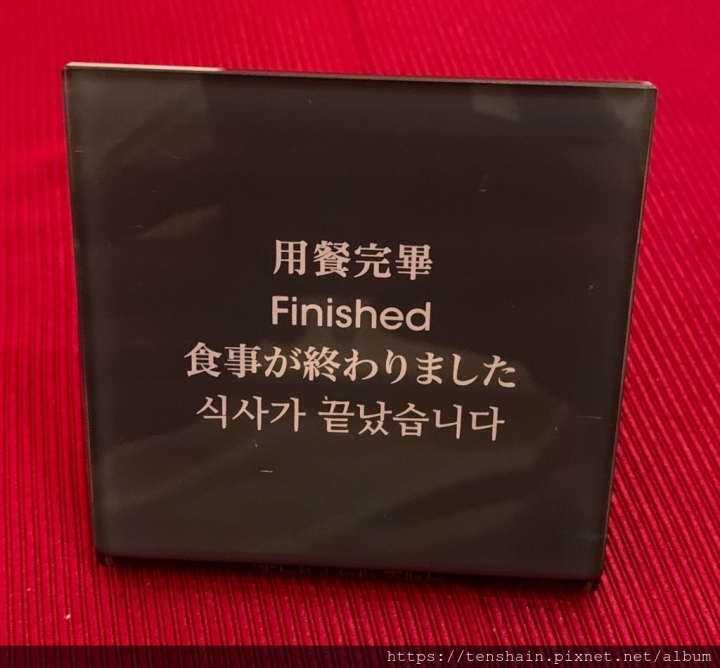 用餐完畢
Finished
食事が終わりました
식사가 끝났습니다
https://tenshain.pixnet.net/album